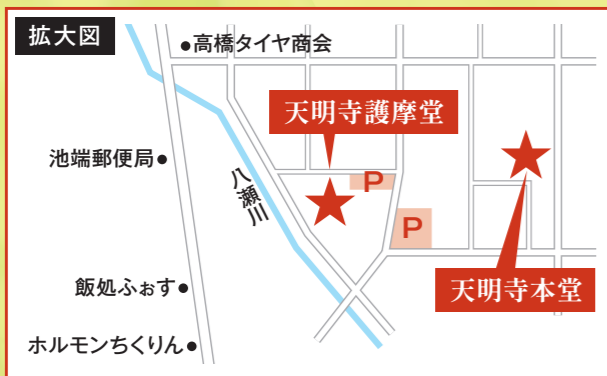 拡大図
●高橋タイヤ商会
天明寺護摩堂
池端郵便局●
八瀬川
P
P
飯処ふぉす●
天明寺本堂
ホルモンちくりん●